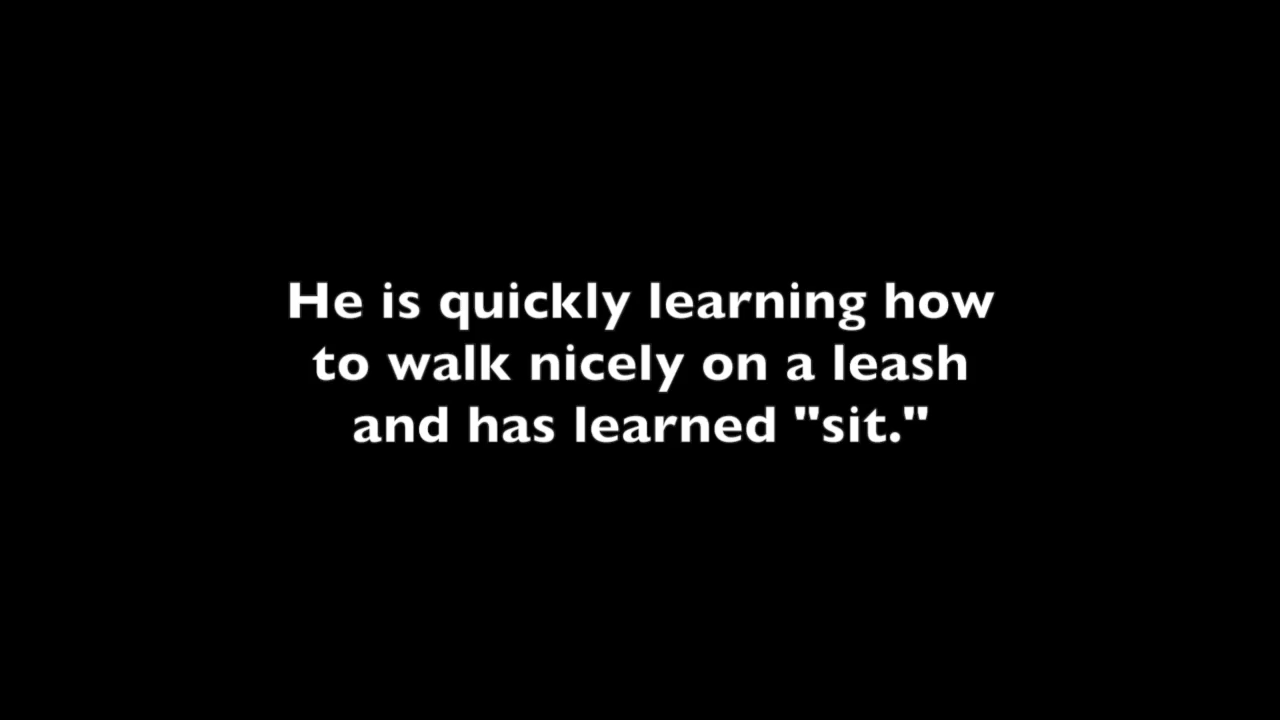 He is quickly learning how
to walk nicely on a leash
and has learned "sit."